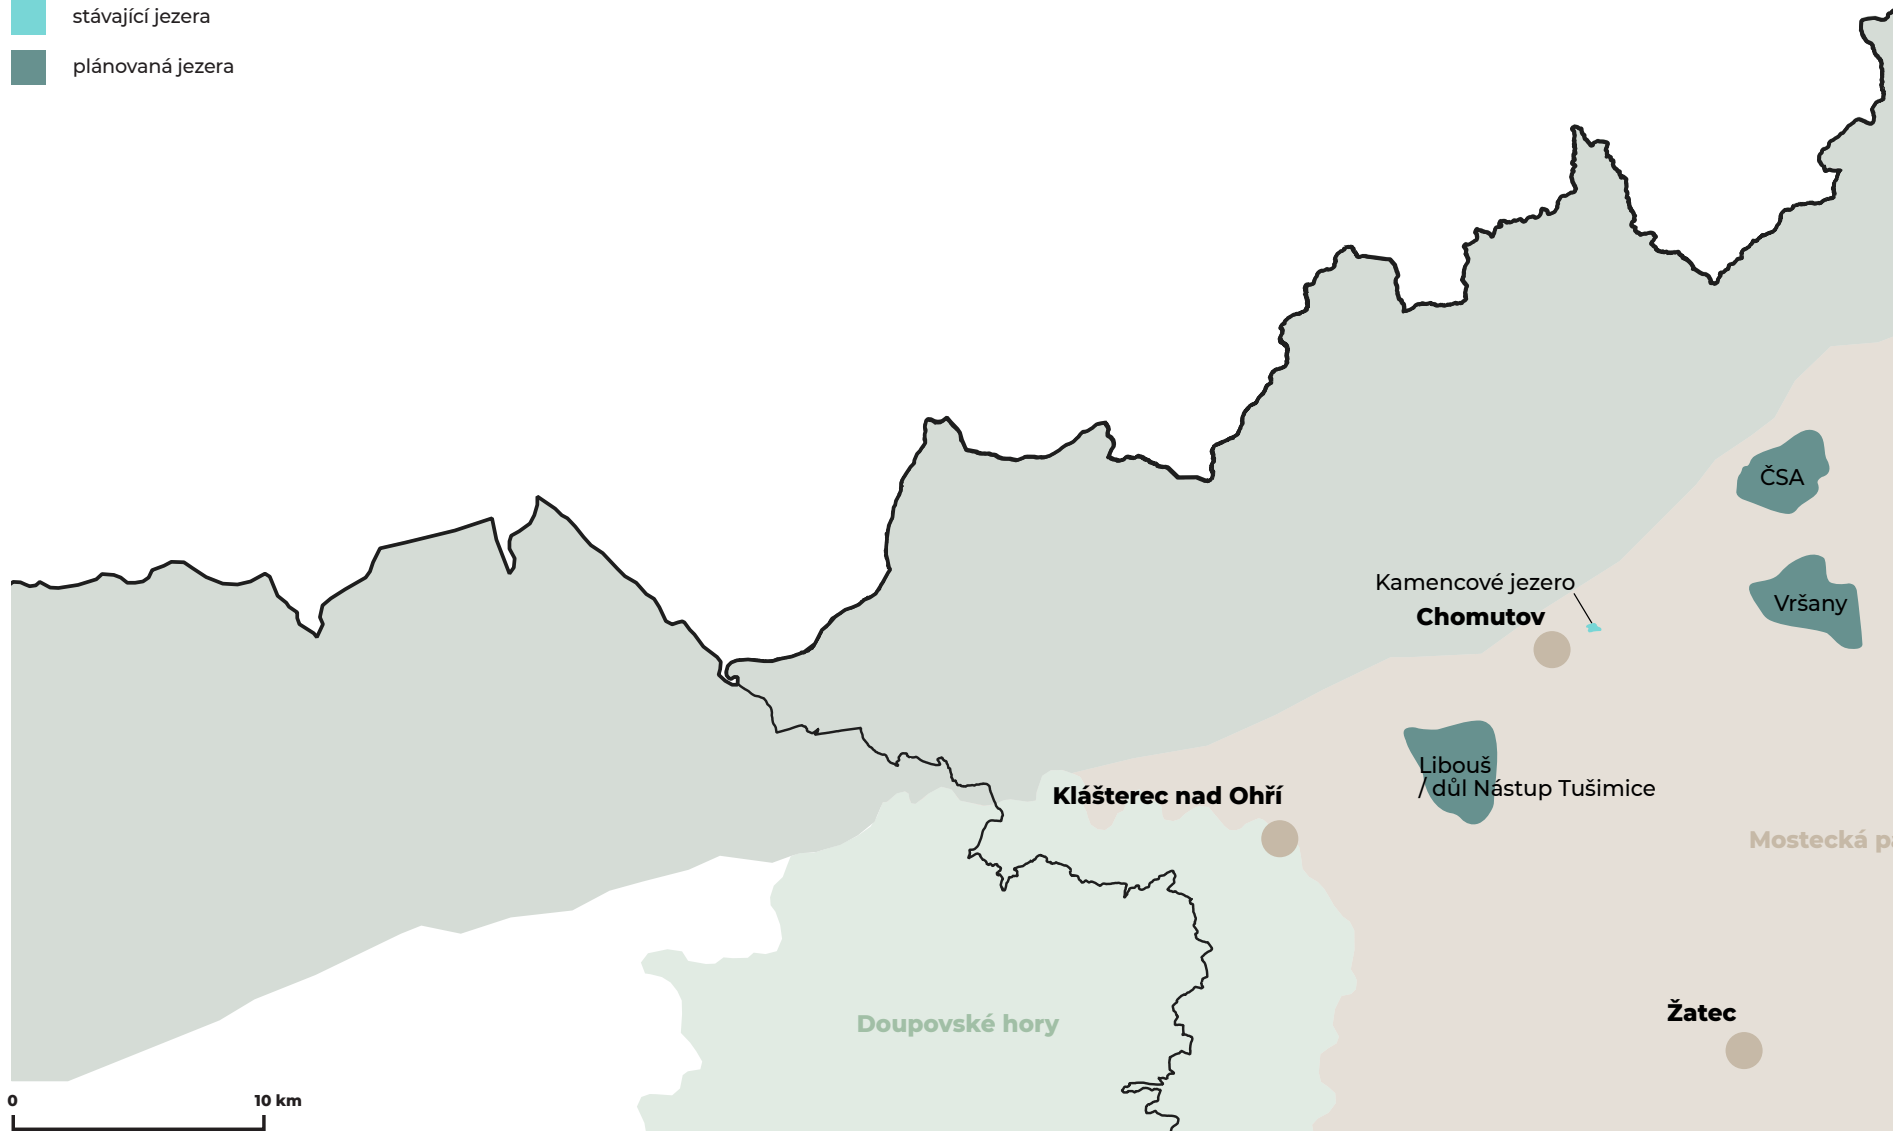 stávající jezera
plánovaná jezera
ČSA
Kamencové jezero
Vršany
Chomutov
Libouš
/ důl Nástup Tušimice
Klášterec nad Ohří
Mostecká pa
Žatec
Doupovské hory
0 10 km